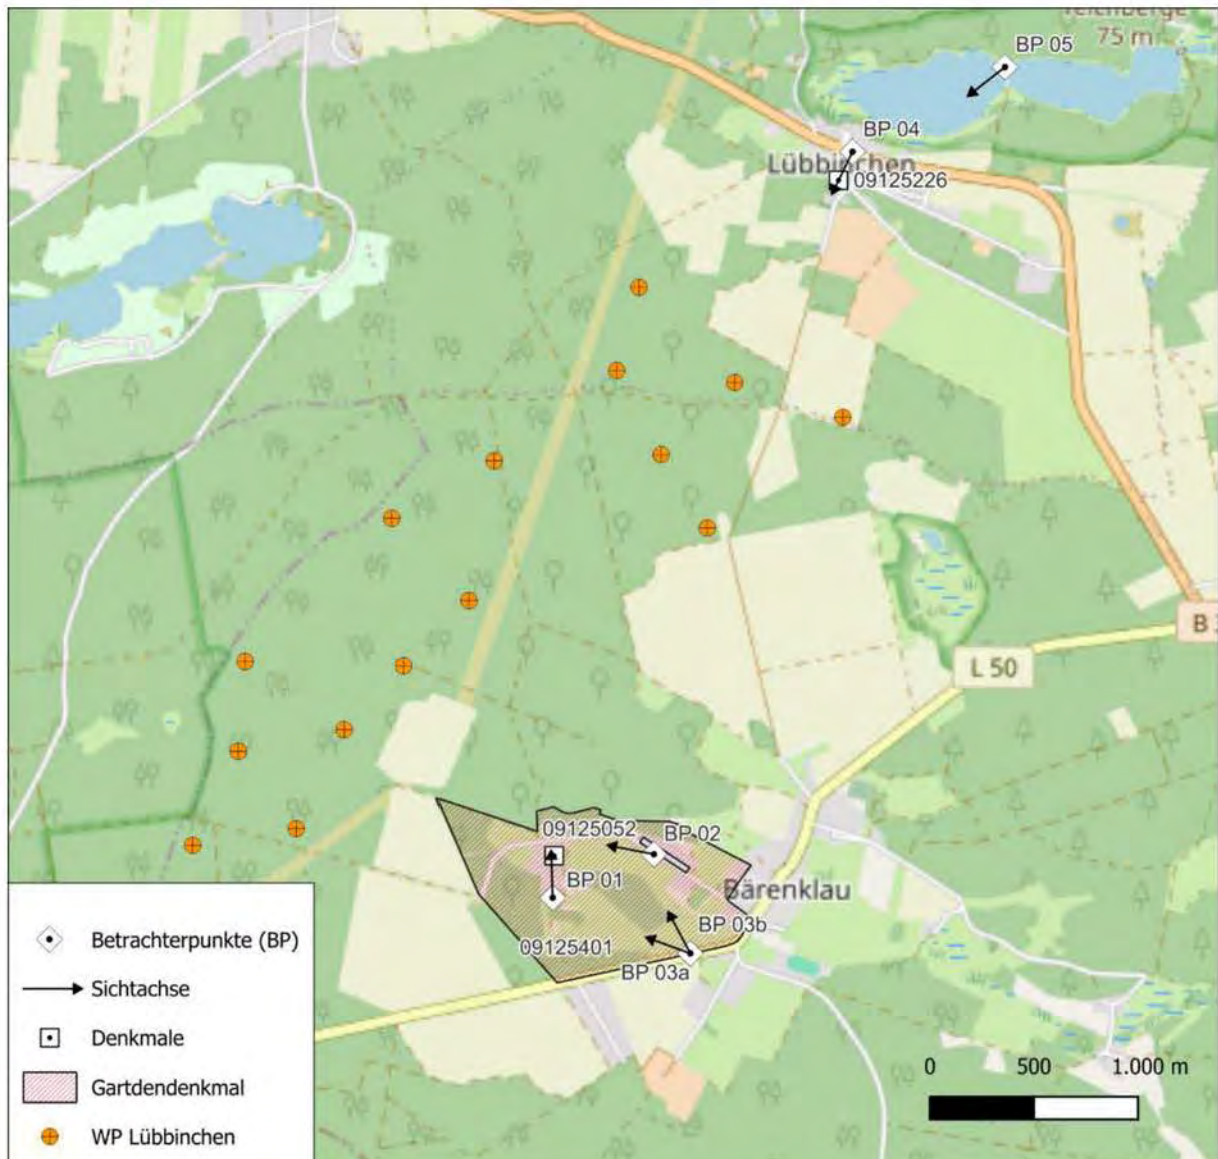 Teichberge
75 m
BP 05
BP 04
Lübbinchen
09125226
B
L 50
09125052
BP 02
BP 01
Bärenklau
BP 03b
09125401
BP 03a
Betrachterpunkte (BP)
Sichtachse
Denkmale
Gartdendenkmal
WP Lübbinchen
0 500 1.000 m